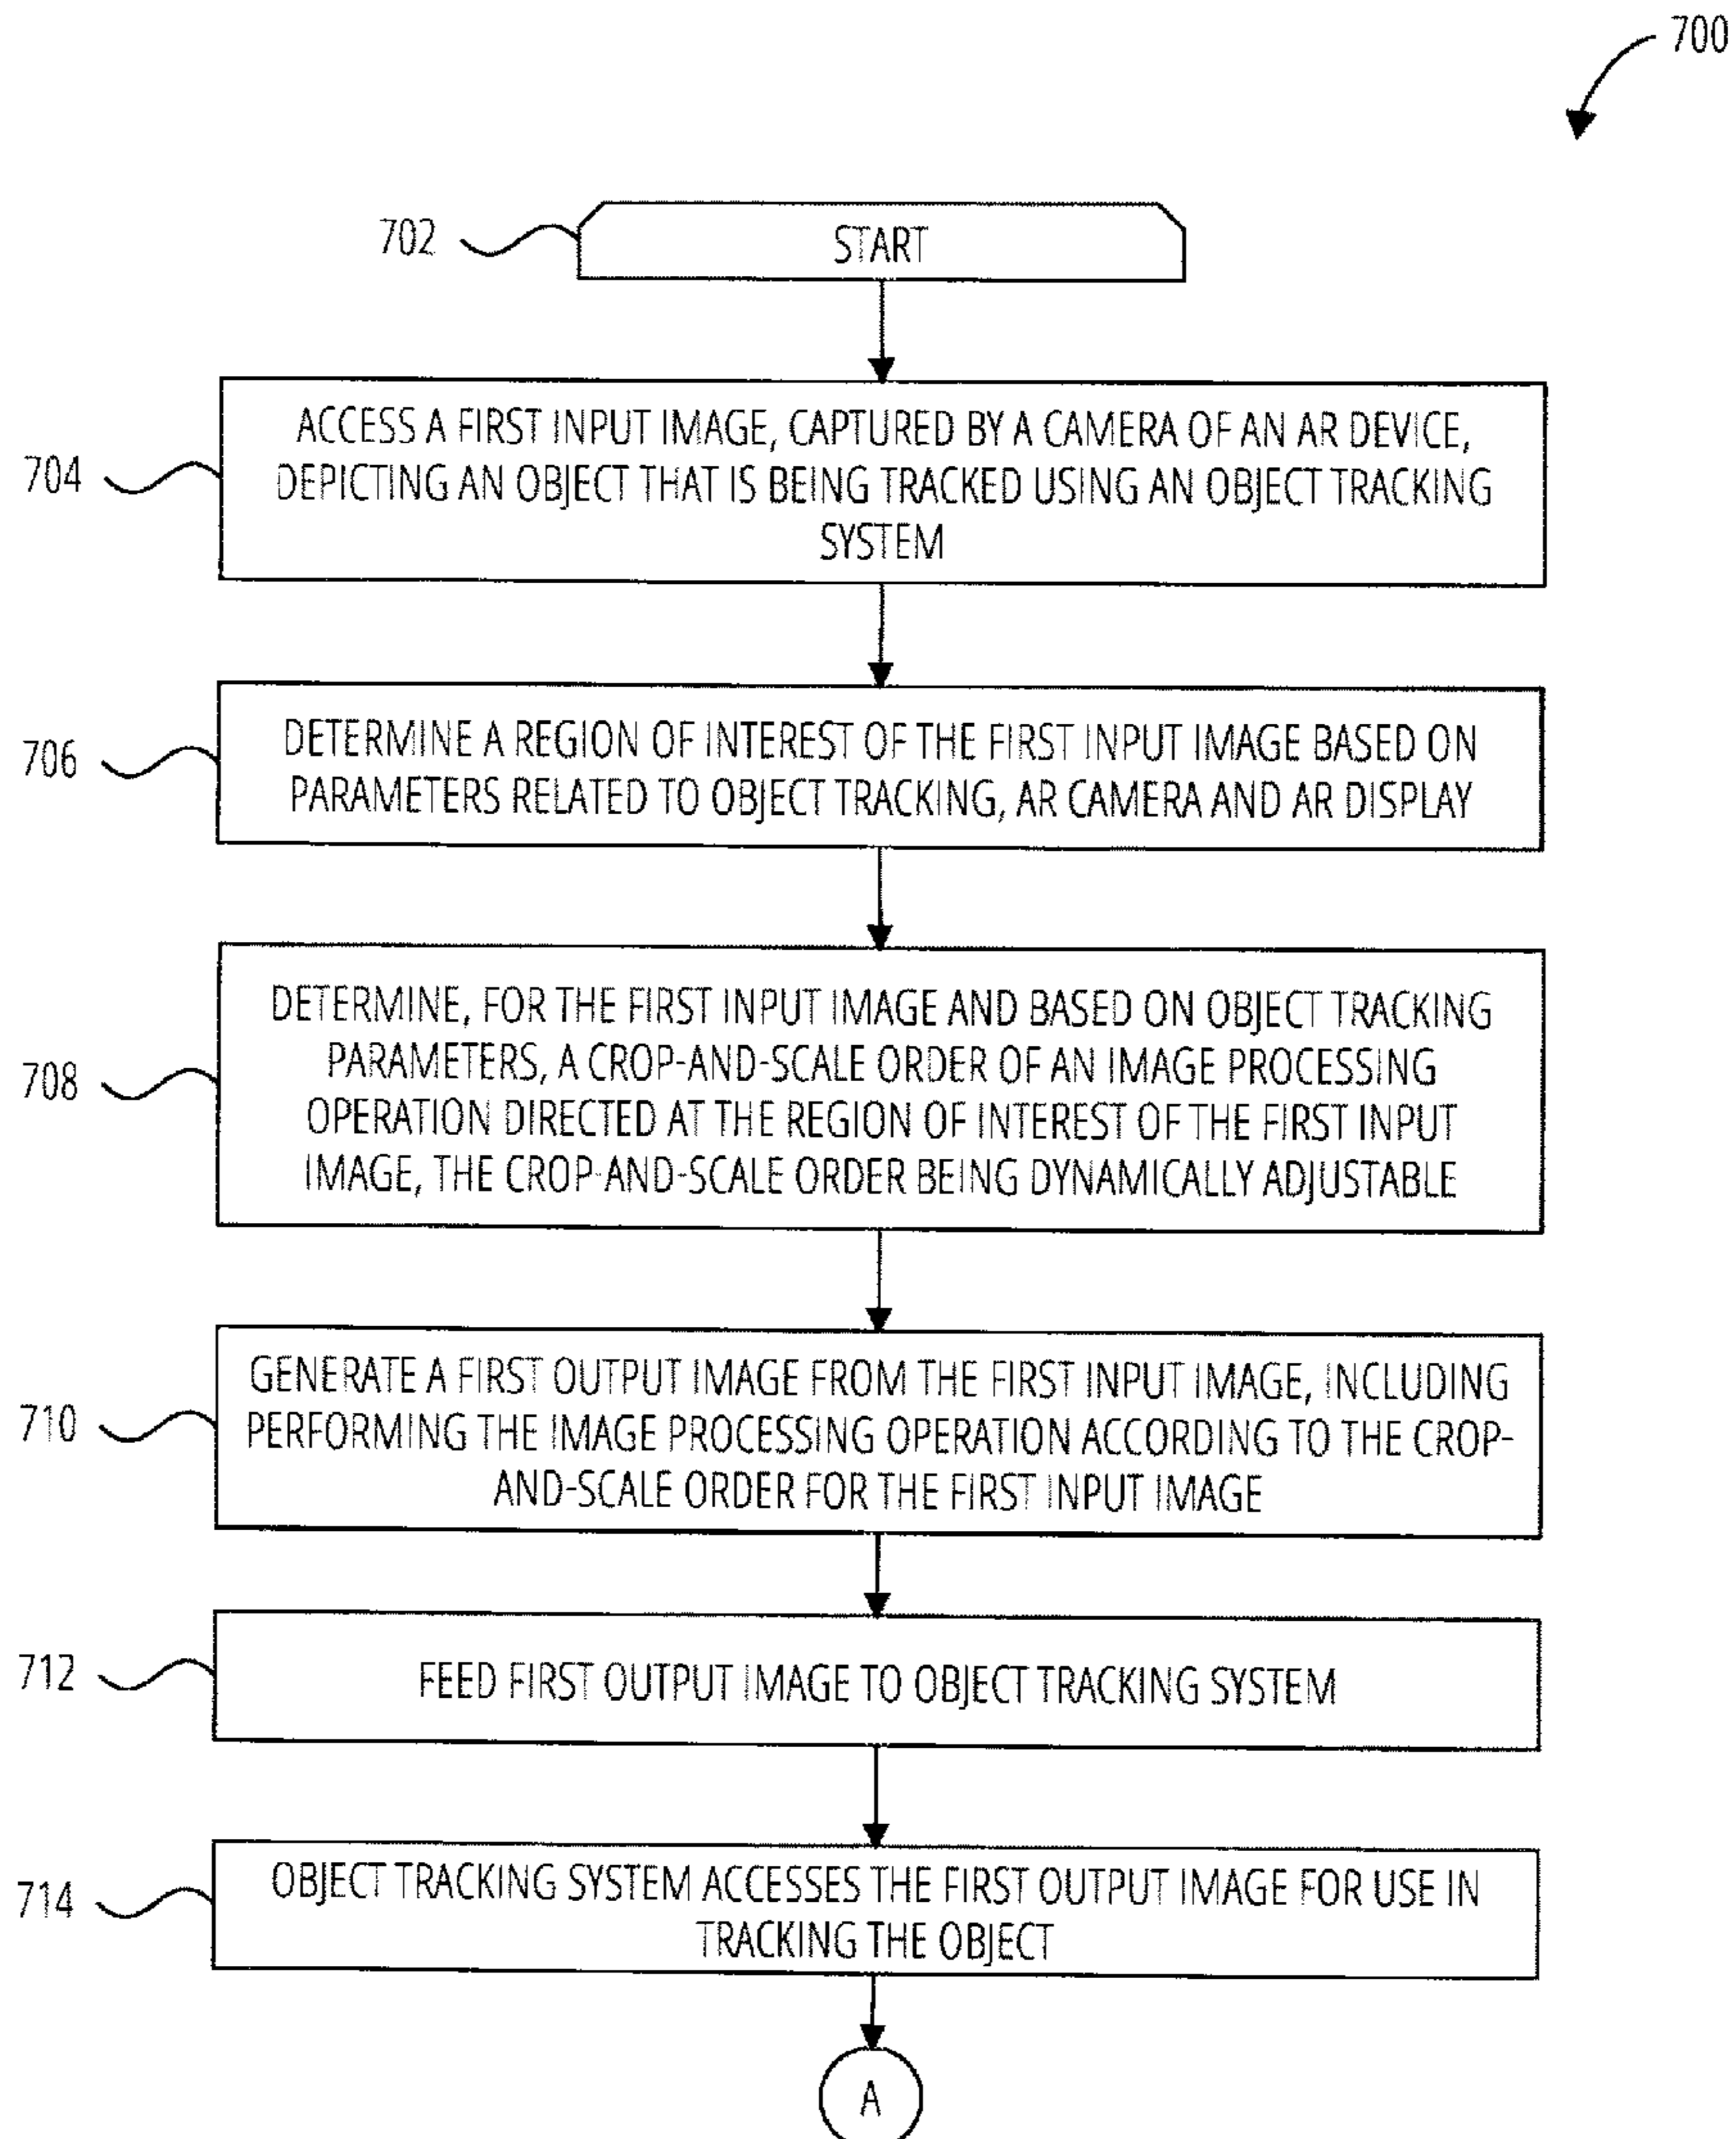 700
702
START
704
ACCESS A FIRST INPUT IMAGE, CAPTURED BY A CAMERA OF AN AR DEVICE,
DEPICTING AN OBJECT THAT IS BEING TRACKED USING AN OBJECT TRACKING
SYSTEM
706
DETERMINE A REGION OF INTEREST OF THE FIRST INPUT IMAGE BASED ON
PARAMETERS RELATED TO OBJECT TRACKING, AR CAMERA AND AR DISPLAY
708
DETERMINE, FOR THE FIRST INPUT IMAGE AND BASED ON OBJECT TRACKING
PARAMETERS, A CROP-AND-SCALE ORDER OF AN IMAGE PROCESSING
OPERATION DIRECTED AT THE REGION OF INTEREST OF THE FIRST INPUT
IMAGE, THE CROP-AND-SCALE ORDER BEING DYNAMICALLY ADJUSTABLE
710
GENERATE A FIRST OUTPUT IMAGE FROM THE FIRST INPUT IMAGE, INCLUDING
PERFORMING THE IMAGE PROCESSING OPERATION ACCORDING TO THE CROP-
AND-SCALE ORDER FOR THE FIRST INPUT IMAGE
712
FEED FIRST OUTPUT IMAGE TO OBJECT TRACKING SYSTEM
714
OBJECT TRACKING SYSTEM ACCESSES THE FIRST OUTPUT IMAGE FOR USE IN
TRACKING THE OBJECT
A